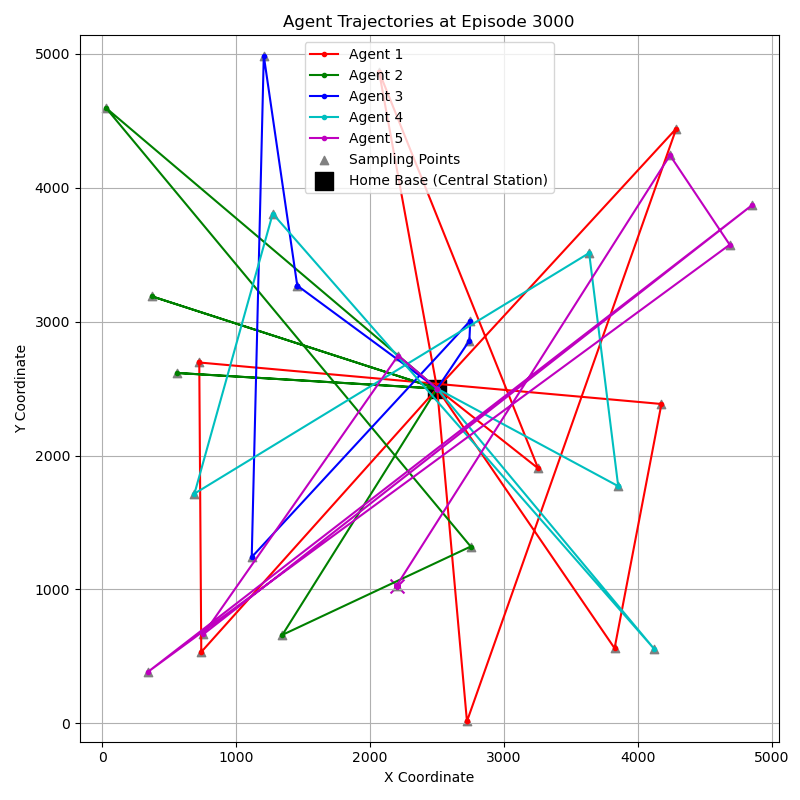 Agent Trajectories at Episode 3000
Agent 1
Agent 2
Agent 3
Agent 4
Agent 5
Sampling Points
Home Base (Central Station)
Y Coordinate
5000
4000
3000
2000
1000
0
0 1000 2000 3000 4000 5000
X Coordinate